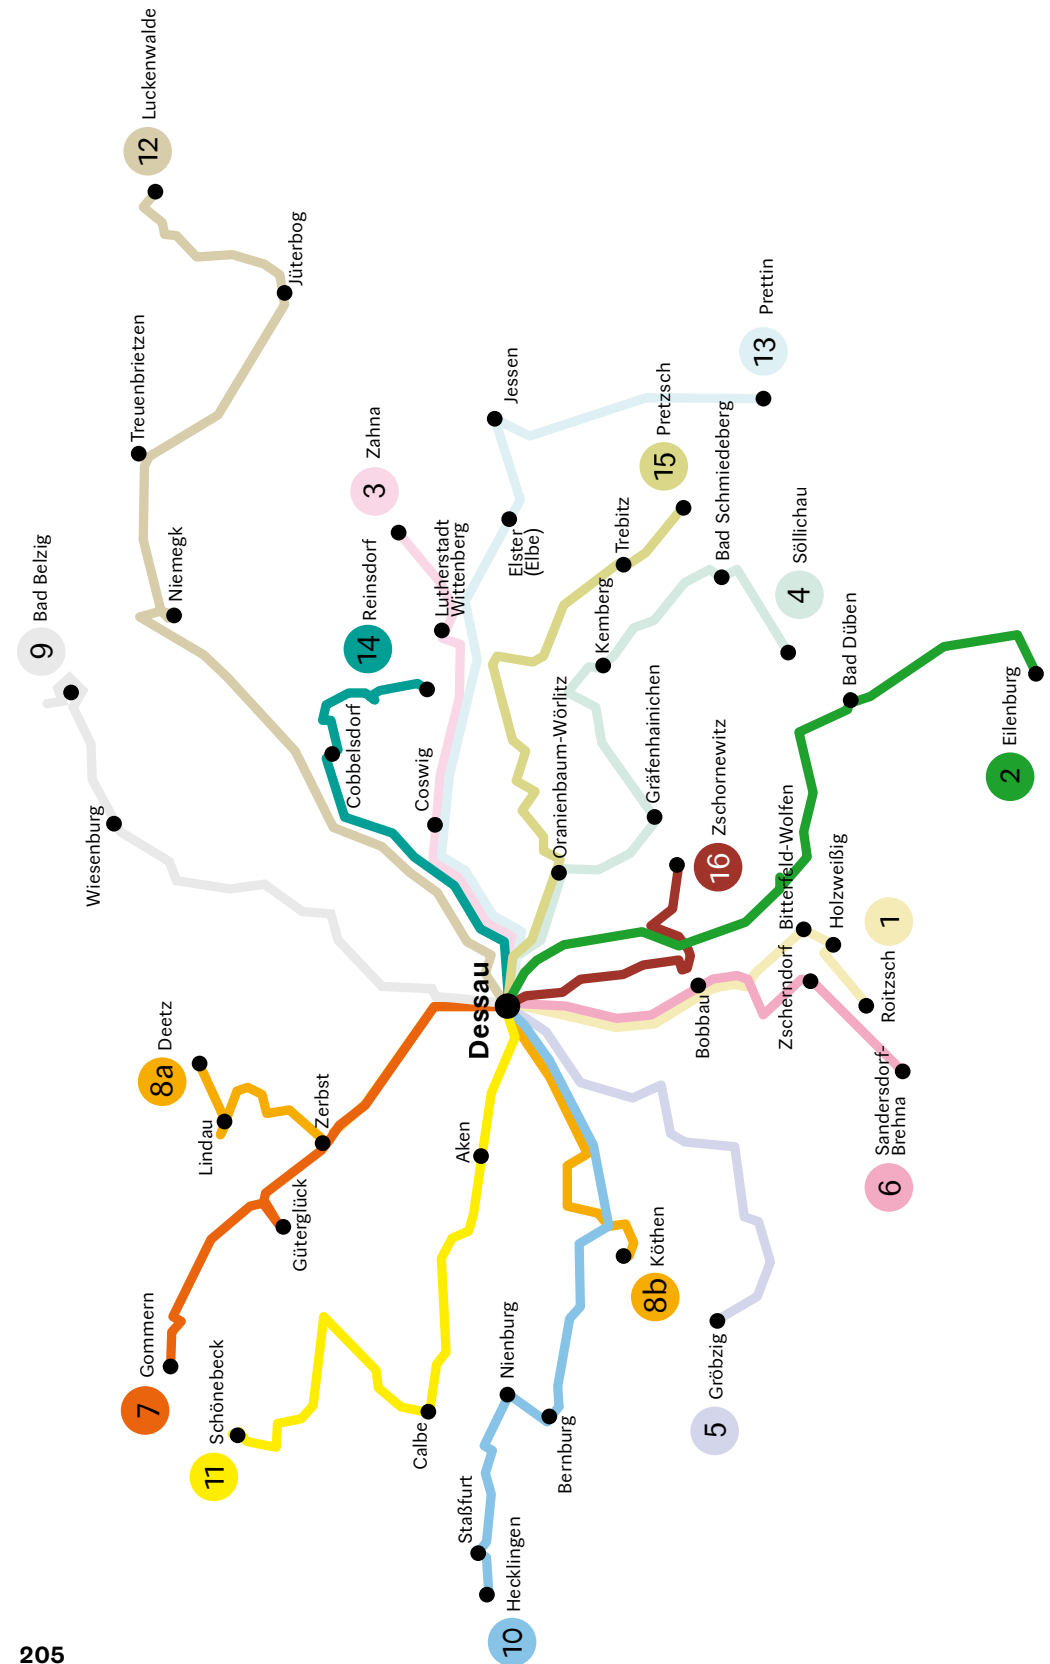 12
Luckenwalde
Jüterbog
Treuenbrietzen
Niemegk
9
Bad Belzig
Wiesenburg
3
Zahna
Lutherstadt
Wittenberg
14
Reinsdorf
Cobbelsdorf
Coswig
13
Prettin
Jessen
Elster
(Elbe)
15
Pretzsch
Trebitz
Bad Schmiedeberg
4
Söllichau
Kemberg
Gräfenhainichen
Oranienbaum-Wörlitz
16
Zschornewitz
2
Eilenburg
Bad Düben
Bitterfeld-Wolfen
Holzweißig
1
Roitzsch
Zscherndorf
Bobbau
6
Sandersdorf-
Brehna
Dessau
8a
Deetz
Lindau
Zerbst
Güterglück
7
Gommern
Aken
11
Schönebeck
Calbe
8b
Köthen
5
Gröbzig
Nienburg
Bernburg
Staßfurt
10
Hecklingen
205